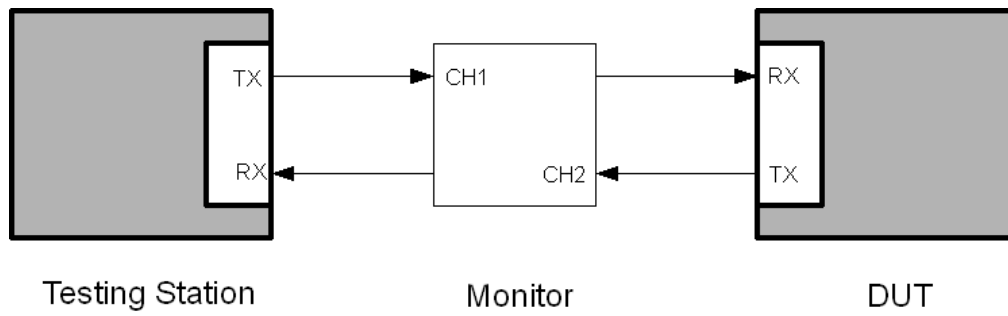 TX
CH1
RX
RX
CH2
TX
Testing Station
Monitor
DUT